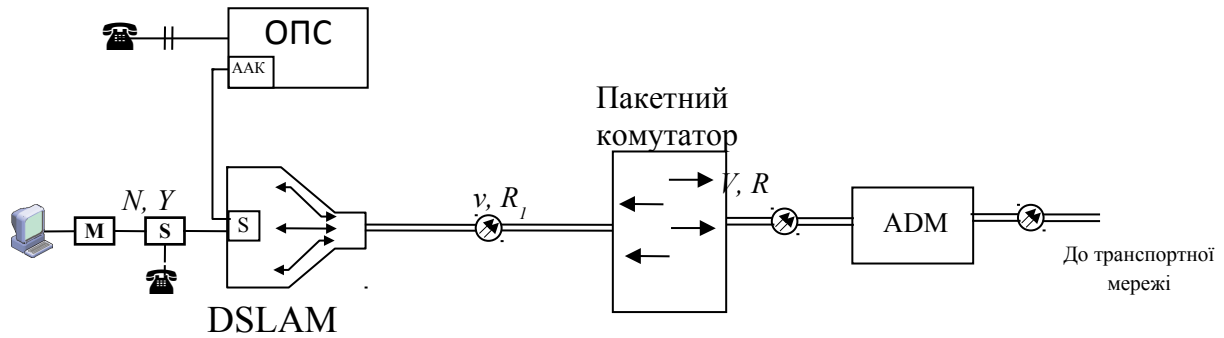 ОПС
ААК
Пакетний
комутатор
N, Y
v, R1
V, R
M
S
S
ADM
До транспортної
мережі
DSLAM